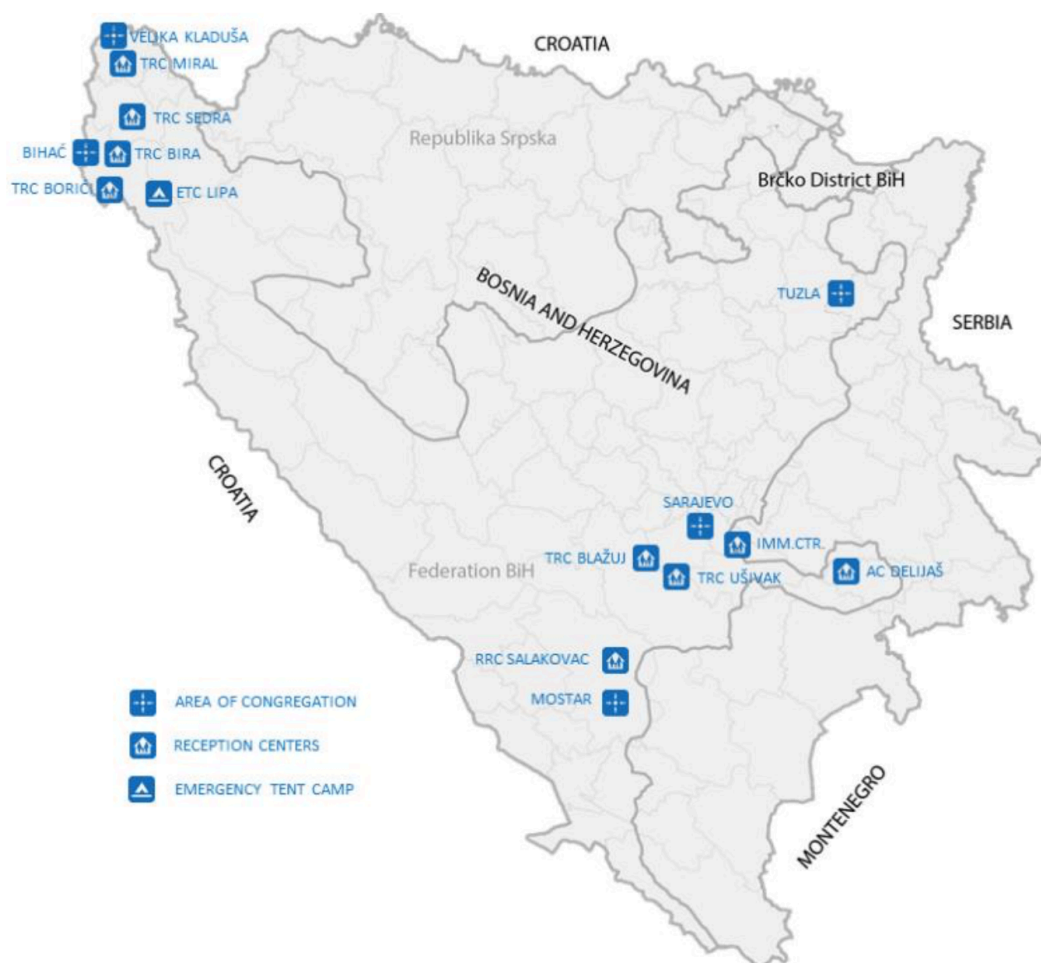 VELIKA KLADUŠA
CROATIA
TRC MIRAL
TRC SEDRA
Republika Srpska
BIHAĆ
TRC BIRA
TRC BORIĆI
ETC LIPA
Brčko District BiH
TUZLA
BOSNIA AND HERZEGOVINA
SERBIA
CROATIA
SARAJEVO
IMM.CTR.
TRC BLAŽUJ
Federation BiH
TRC UŠIVAK
AC DELIJAŠ
RRC SALAKOVAC
MOSTAR
AREA OF CONGREGATION
RECEPTION CENTERS
EMERGENCY TENT CAMP
MONTENEGRO